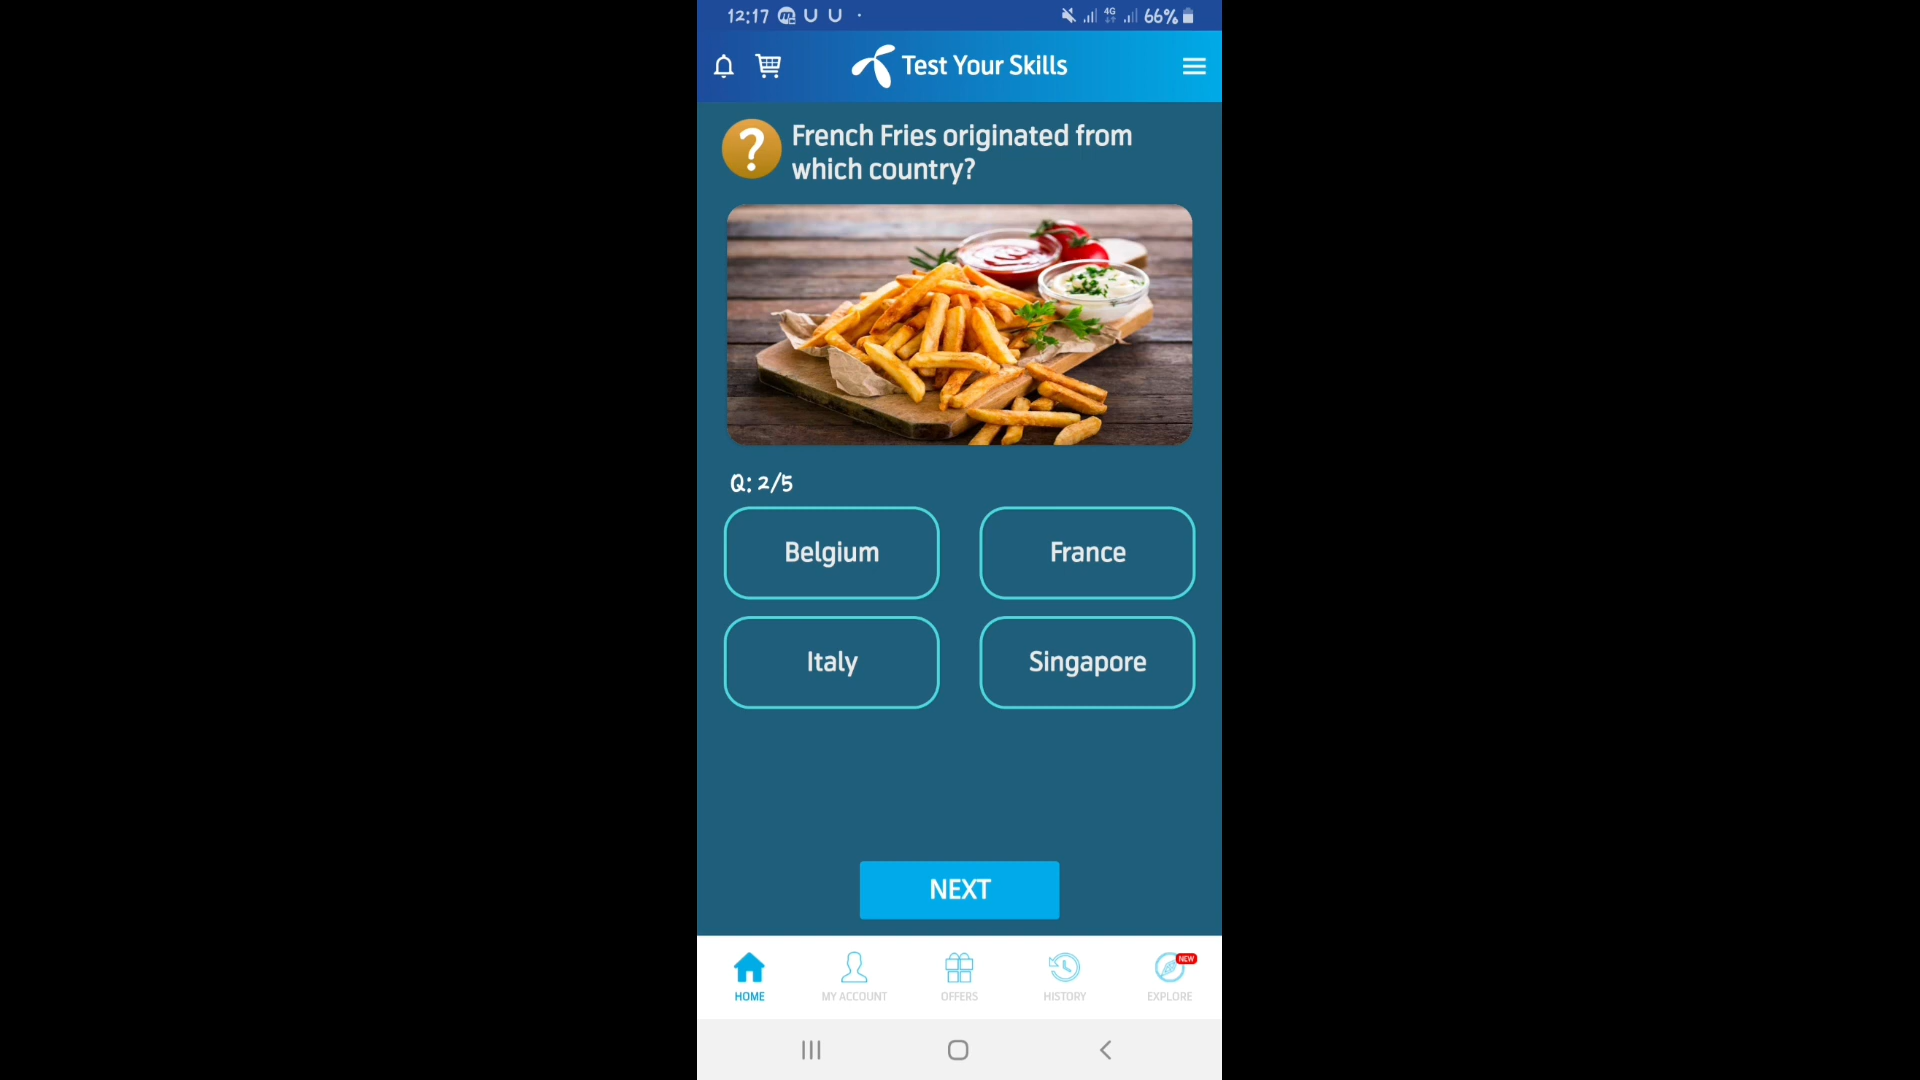 12:17
4G
66%
Test Your Skills
French Fries originated from
which country?
Q: 2/5
Belgium
France
Italy
Singapore
NEXT
NEW
HOME
MY ACCOUNT
OFFERS
HISTORY
EXPLORE